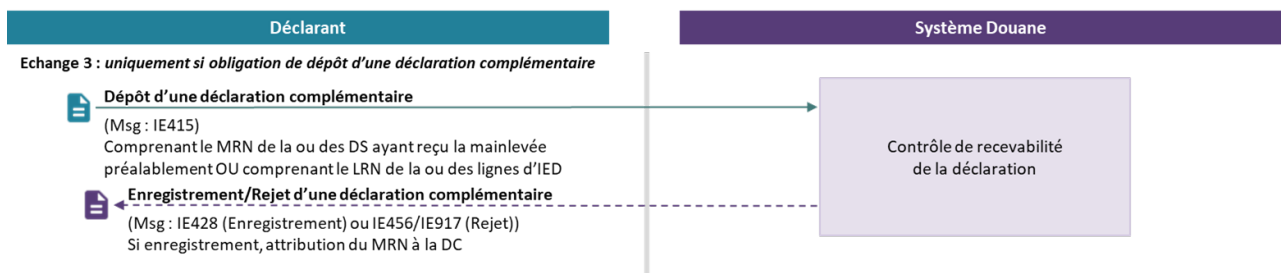 Déclarant
Système Douane
Echange 3 : uniquement si obligation de dépôt d’une déclaration complémentaire
Dépôt d’une déclaration complémentaire
(Msg : IE415)
Comprenant le MRN de la ou des DS ayant reçu la mainlevée
préalablement OU comprenant le LRN de la ou des lignes d’IED
Contrôle de recevabilité
de la déclaration
Enregistrement/Rejet d’une déclaration complémentaire
(Msg : IE428 (Enregistrement) ou IE456/IE917 (Rejet))
Si enregistrement, attribution du MRN à la DC